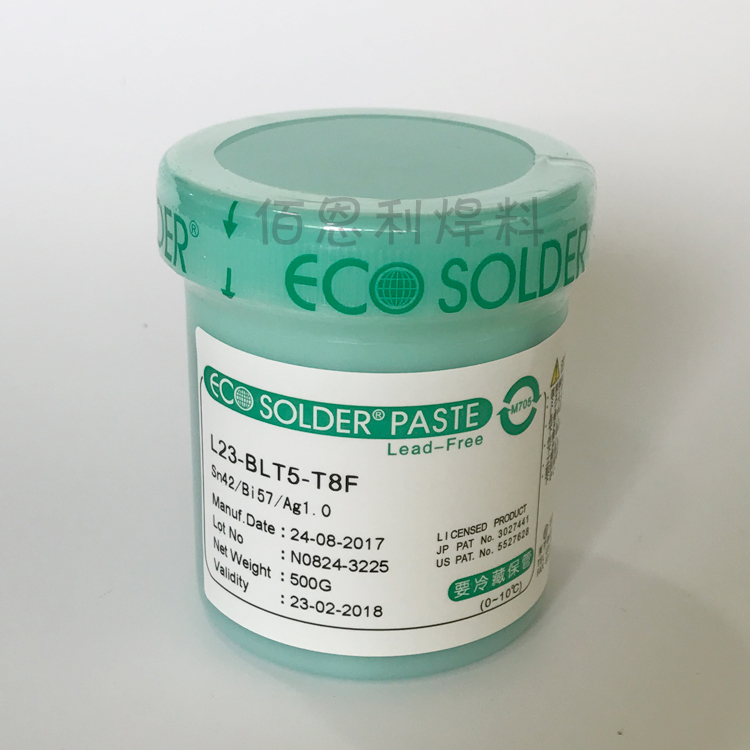 佰恩利焊料
DER®
ECO SOLDER
ECO SOLDER® PASTE
Lead-Free
M705
L23-BLT5-T8F
Sn42/Bi57/Ag1.0
Manuf.Date : 24-08-2017
Lot No : N0824-3225
Net Weight : 500G
Validity : 23-02-2018
LICENSED PRODUCT
JP PAT No. 3027441
US PAT. No. 5527628
要冷藏保管
(0-10℃)